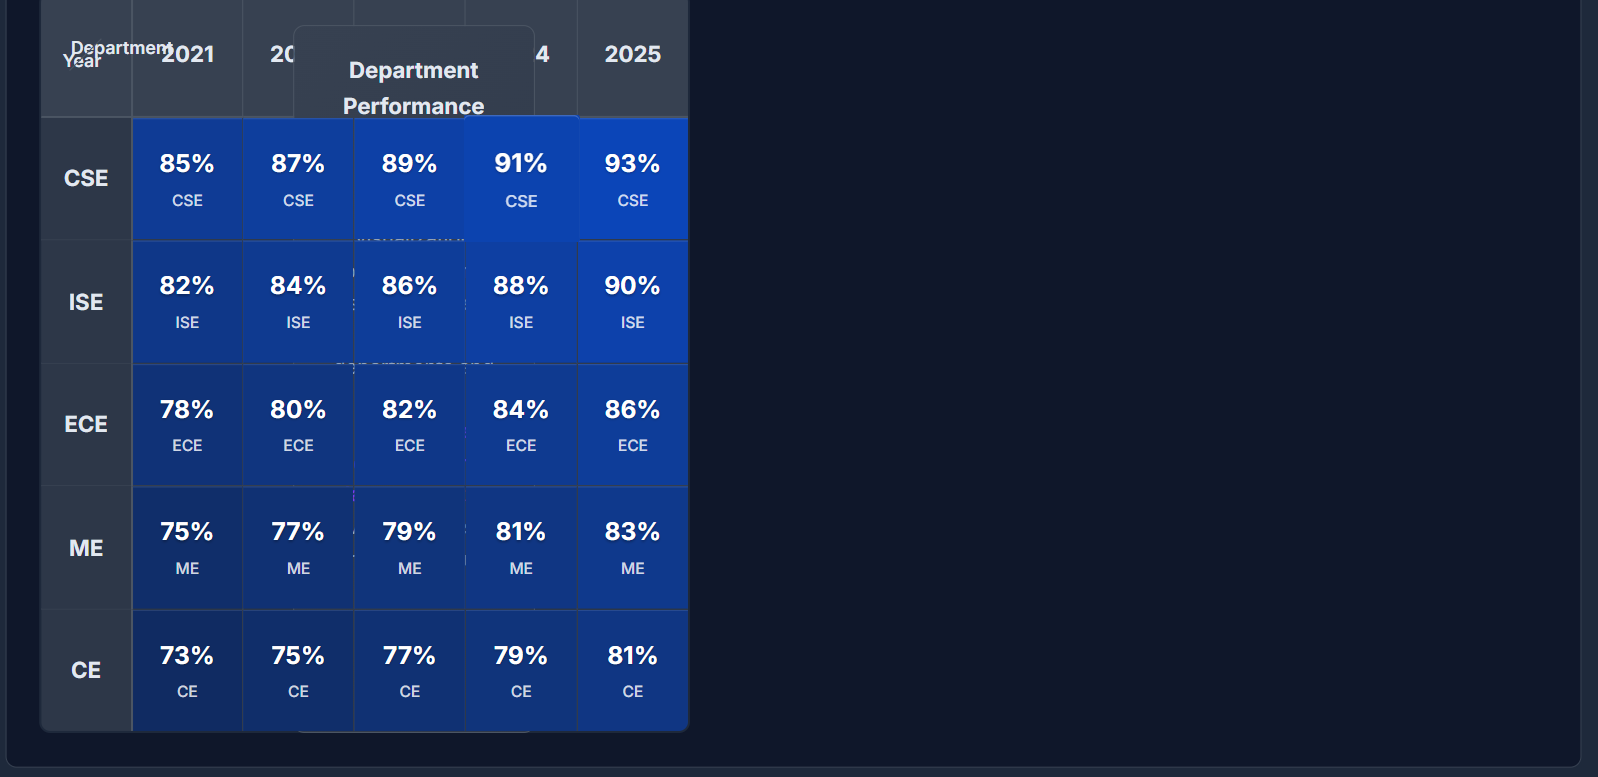 Department
Year
2021
2025
Department
Performance
CSE
85%
CSE
87%
CSE
89%
CSE
91%
CSE
93%
CSE
ISE
82%
ISE
84%
ISE
86%
ISE
88%
ISE
90%
ISE
ECE
78%
ECE
80%
ECE
82%
ECE
84%
ECE
86%
ECE
ME
75%
ME
77%
ME
79%
ME
81%
ME
83%
ME
CE
73%
CE
75%
CE
77%
CE
79%
CE
81%
CE